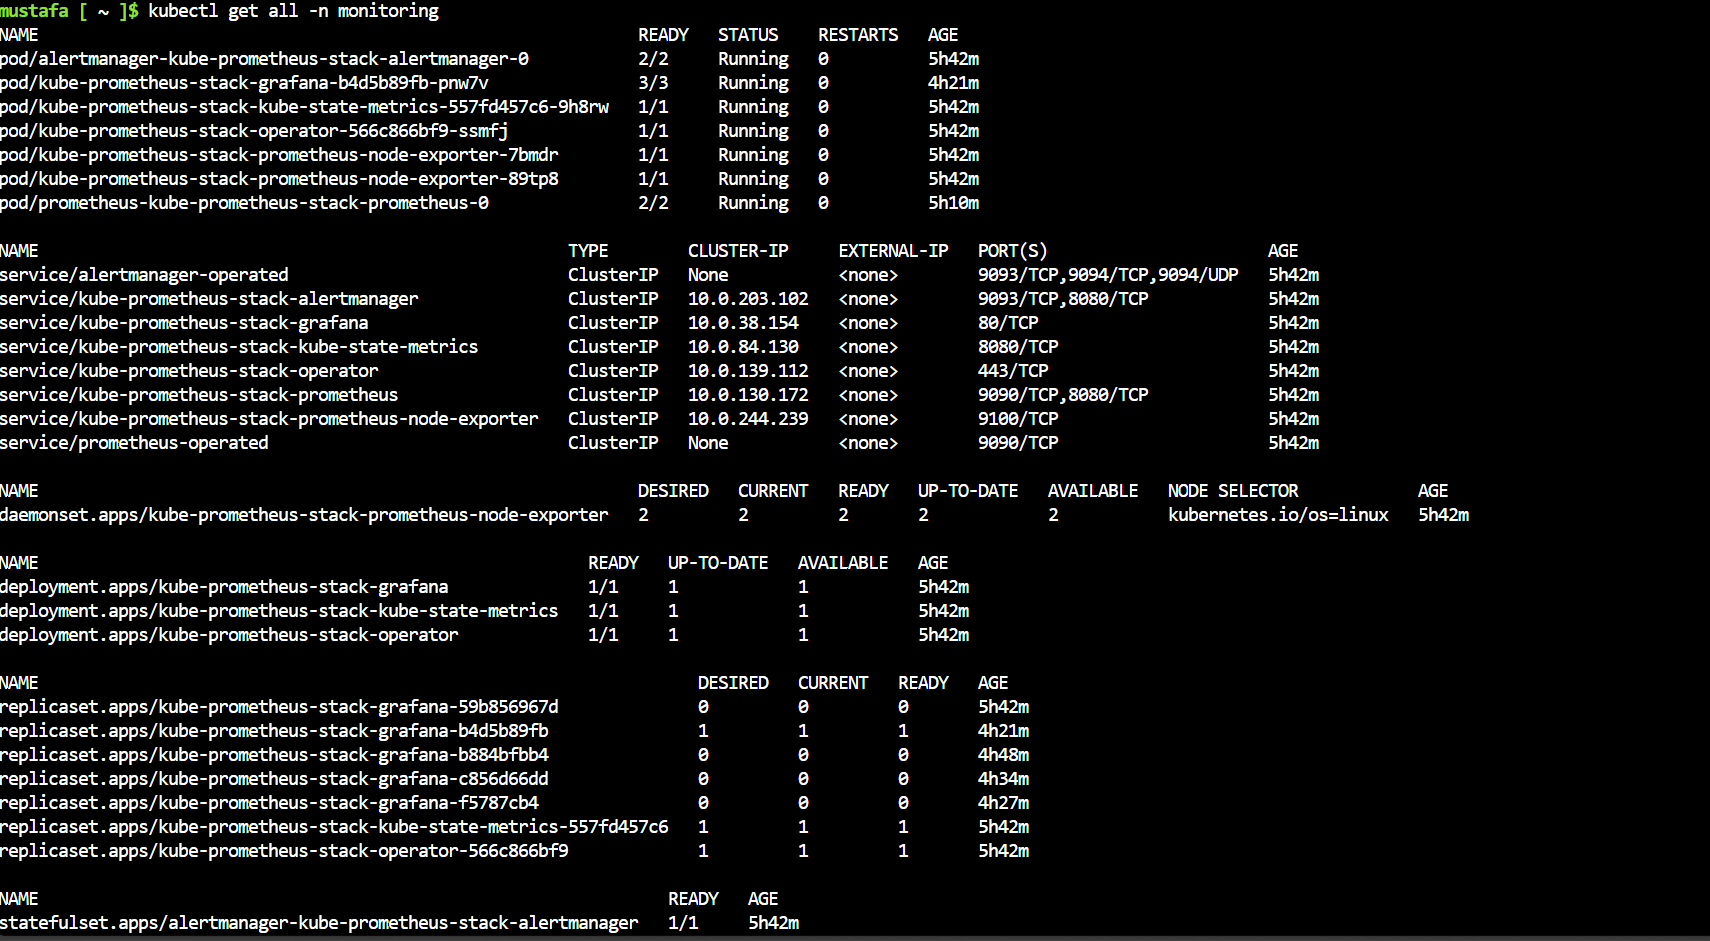 mustafa [ ~ ]$ kubectl get all -n monitoring
NAME READY STATUS RESTARTS AGE
pod/alertmanager-kube-prometheus-stack-alertmanager-0 2/2 Running 0 5h42m
pod/kube-prometheus-stack-grafana-b4d5b89fb-pnw7v 3/3 Running 0 4h21m
pod/kube-prometheus-stack-kube-state-metrics-557fd457c6-9h8rw 1/1 Running 0 5h42m
pod/kube-prometheus-stack-operator-566c866bf9-ssmfj 1/1 Running 0 5h42m
pod/kube-prometheus-stack-prometheus-node-exporter-7bmdr 1/1 Running 0 5h42m
pod/kube-prometheus-stack-prometheus-node-exporter-89tp8 1/1 Running 0 5h42m
pod/prometheus-kube-prometheus-stack-prometheus-0 2/2 Running 0 5h10m
NAME TYPE CLUSTER-IP EXTERNAL-IP PORT(S) AGE
service/alertmanager-operated ClusterIP None <none> 9093/TCP,9094/TCP,9094/UDP 5h42m
service/kube-prometheus-stack-alertmanager ClusterIP 10.0.203.102 <none> 9093/TCP,8080/TCP 5h42m
service/kube-prometheus-stack-grafana ClusterIP 10.0.38.154 <none> 80/TCP 5h42m
service/kube-prometheus-stack-kube-state-metrics ClusterIP 10.0.84.130 <none> 8080/TCP 5h42m
service/kube-prometheus-stack-operator ClusterIP 10.0.139.112 <none> 443/TCP 5h42m
service/kube-prometheus-stack-prometheus ClusterIP 10.0.130.172 <none> 9090/TCP,8080/TCP 5h42m
service/kube-prometheus-stack-prometheus-node-exporter ClusterIP 10.0.244.239 <none> 9100/TCP 5h42m
service/prometheus-operated ClusterIP None <none> 9090/TCP 5h42m
NAME DESIRED CURRENT READY UP-TO-DATE AVAILABLE NODE SELECTOR AGE
daemonset.apps/kube-prometheus-stack-prometheus-node-exporter 2 2 2 2 2 kubernetes.io/os=linux 5h42m
NAME READY UP-TO-DATE AVAILABLE AGE
deployment.apps/kube-prometheus-stack-grafana 1/1 1 1 5h42m
deployment.apps/kube-prometheus-stack-kube-state-metrics 1/1 1 1 5h42m
deployment.apps/kube-prometheus-stack-operator 1/1 1 1 5h42m
NAME DESIRED CURRENT READY AGE
replicaset.apps/kube-prometheus-stack-grafana-59b856967d 0 0 0 5h42m
replicaset.apps/kube-prometheus-stack-grafana-b4d5b89fb 1 1 1 4h21m
replicaset.apps/kube-prometheus-stack-grafana-b884bfbb4 0 0 0 4h48m
replicaset.apps/kube-prometheus-stack-grafana-c856d66dd 0 0 0 4h34m
replicaset.apps/kube-prometheus-stack-grafana-f5787cb4 0 0 0 4h27m
replicaset.apps/kube-prometheus-stack-kube-state-metrics-557fd457c6 1 1 1 5h42m
replicaset.apps/kube-prometheus-stack-operator-566c866bf9 1 1 1 5h42m
NAME READY AGE
statefulset.apps/alertmanager-kube-prometheus-stack-alertmanager 1/1 5h42m